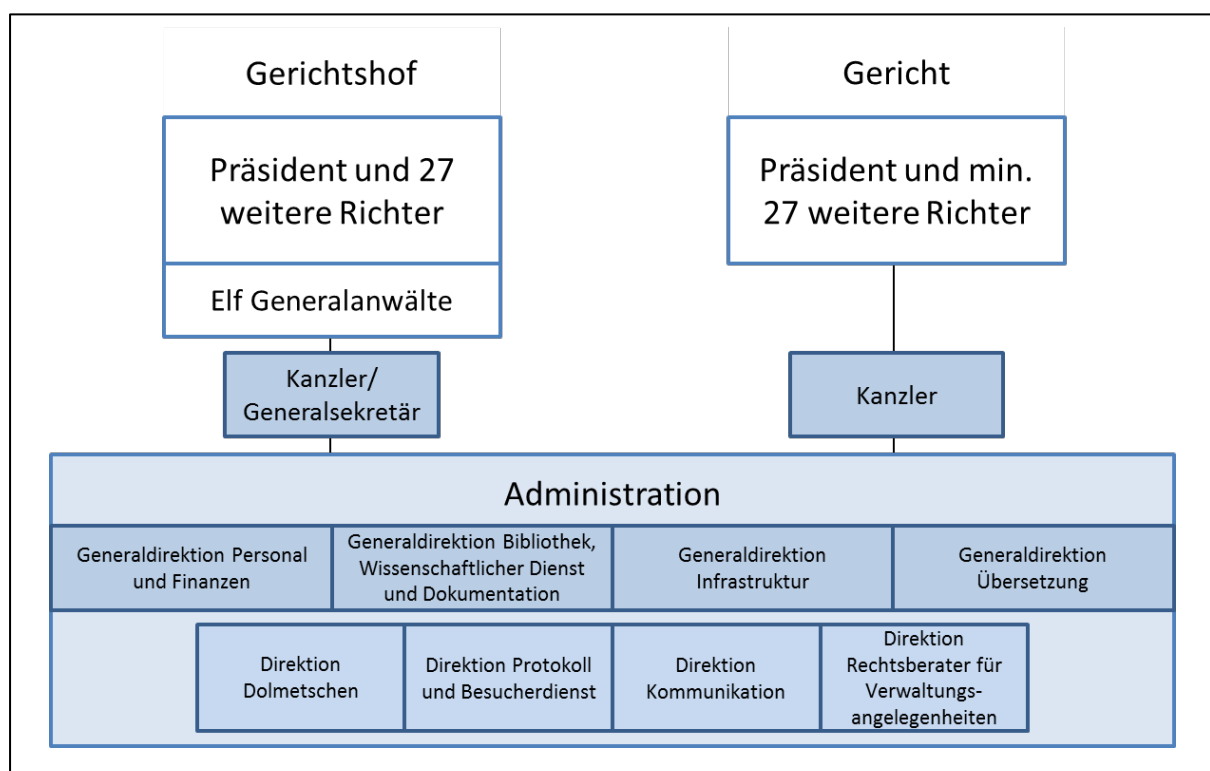 Gerichtshof
Präsident und 27
weitere Richter
Elf Generalanwälte
Kanzler/
Generalsekretär
Gericht
Präsident und min.
27 weitere Richter
Kanzler
Administration
Generaldirektion Personal
und Finanzen
Generaldirektion Bibliothek,
Wissenschaftlicher Dienst
und Dokumentation
Generaldirektion
Infrastruktur
Generaldirektion
Übersetzung
Direktion
Dolmetschen
Direktion Protokoll
und Besucherdienst
Direktion
Kommunikation
Direktion
Rechtsberater für
Verwaltungs-
angelegenheiten